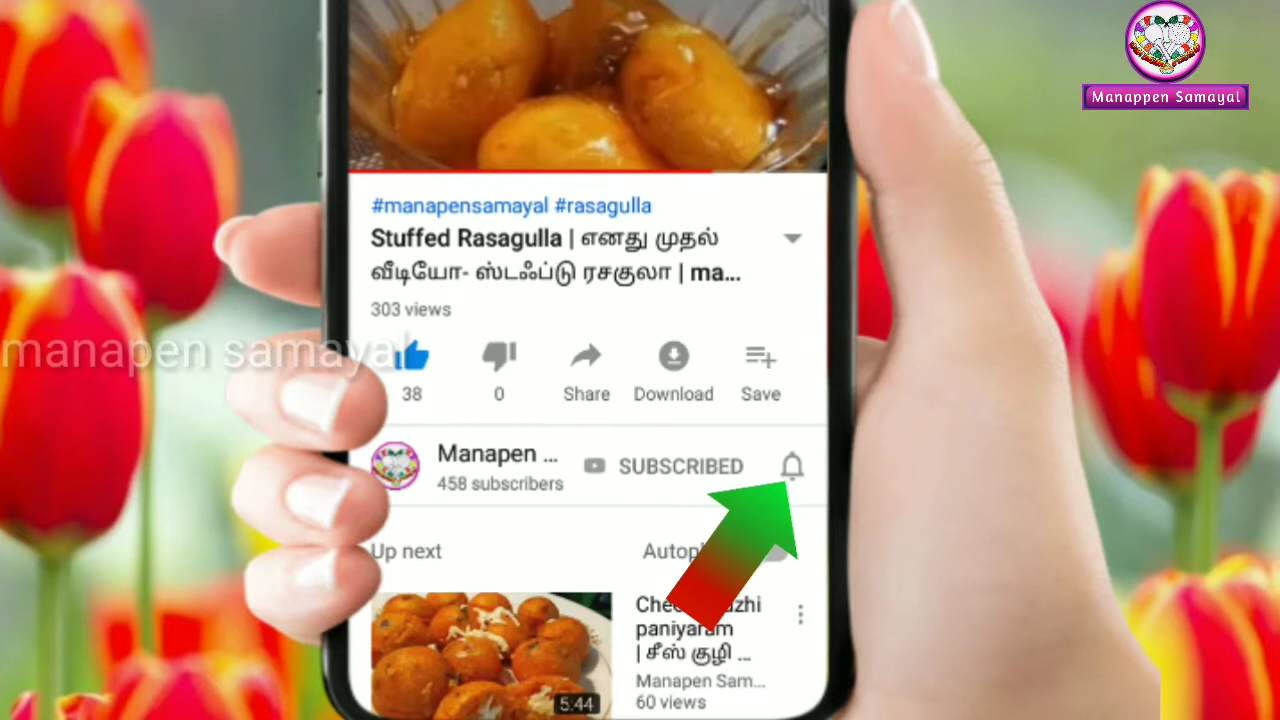 Manappen Samayal
#manapensamayal #rasagulla
Stuffed Rasagulla | எனது முதல்
வீடியோ- ஸ்டஃப்டு ரசகுலா | ma...
303 views
manapen samayal
38
0
Share
Download
Save
Manapen ...
SUBSCRIBED
458 subscribers
Up next
paniyaram
| சீஸ் குழி ...
Manapen Sam...
60 views
5:44